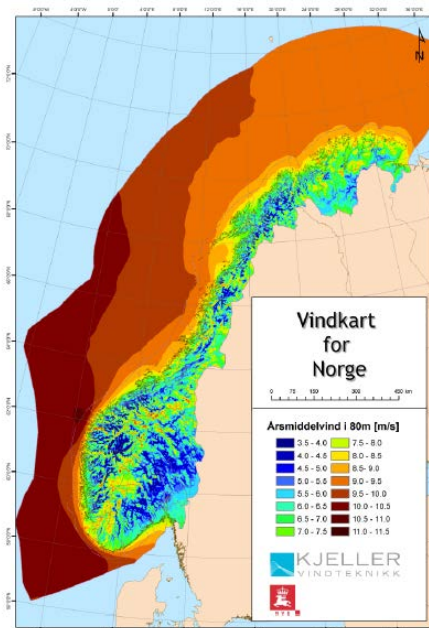 N
Vindkart
for
Norge
0 75 150 300 450 km
Årsmiddelvind i 80m [m/s]
3.5 - 4.0 7.5 - 8.0
4.0 - 4.5 8.0 - 8.5
4.5 - 5.0 8.5 - 9.0
5.0 - 5.5 9.0 - 9.5
5.5 - 6.0 9.5 - 10.0
6.0 - 6.5 10.0 - 10.5
6.5 - 7.0 10.5 - 11.0
7.0 - 7.5 11.0 - 11.5
KJELLER
VINDTEKNIKK
NVE